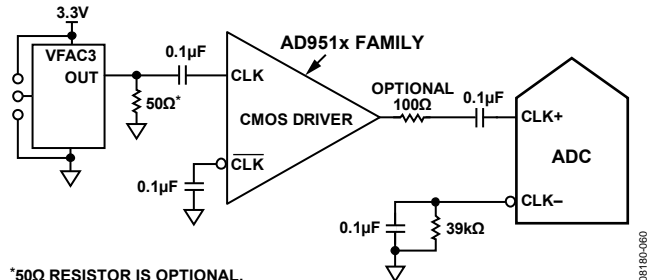 3.3V
VFAC3
OUT
0.1µF
50Ω*
AD951x FAMILY
CLK
CMOS DRIVER
CLK
0.1µF
OPTIONAL
100Ω
0.1µF
CLK+
ADC
CLK–
0.1µF
39kΩ
*50Ω RESISTOR IS OPTIONAL.
08180-060